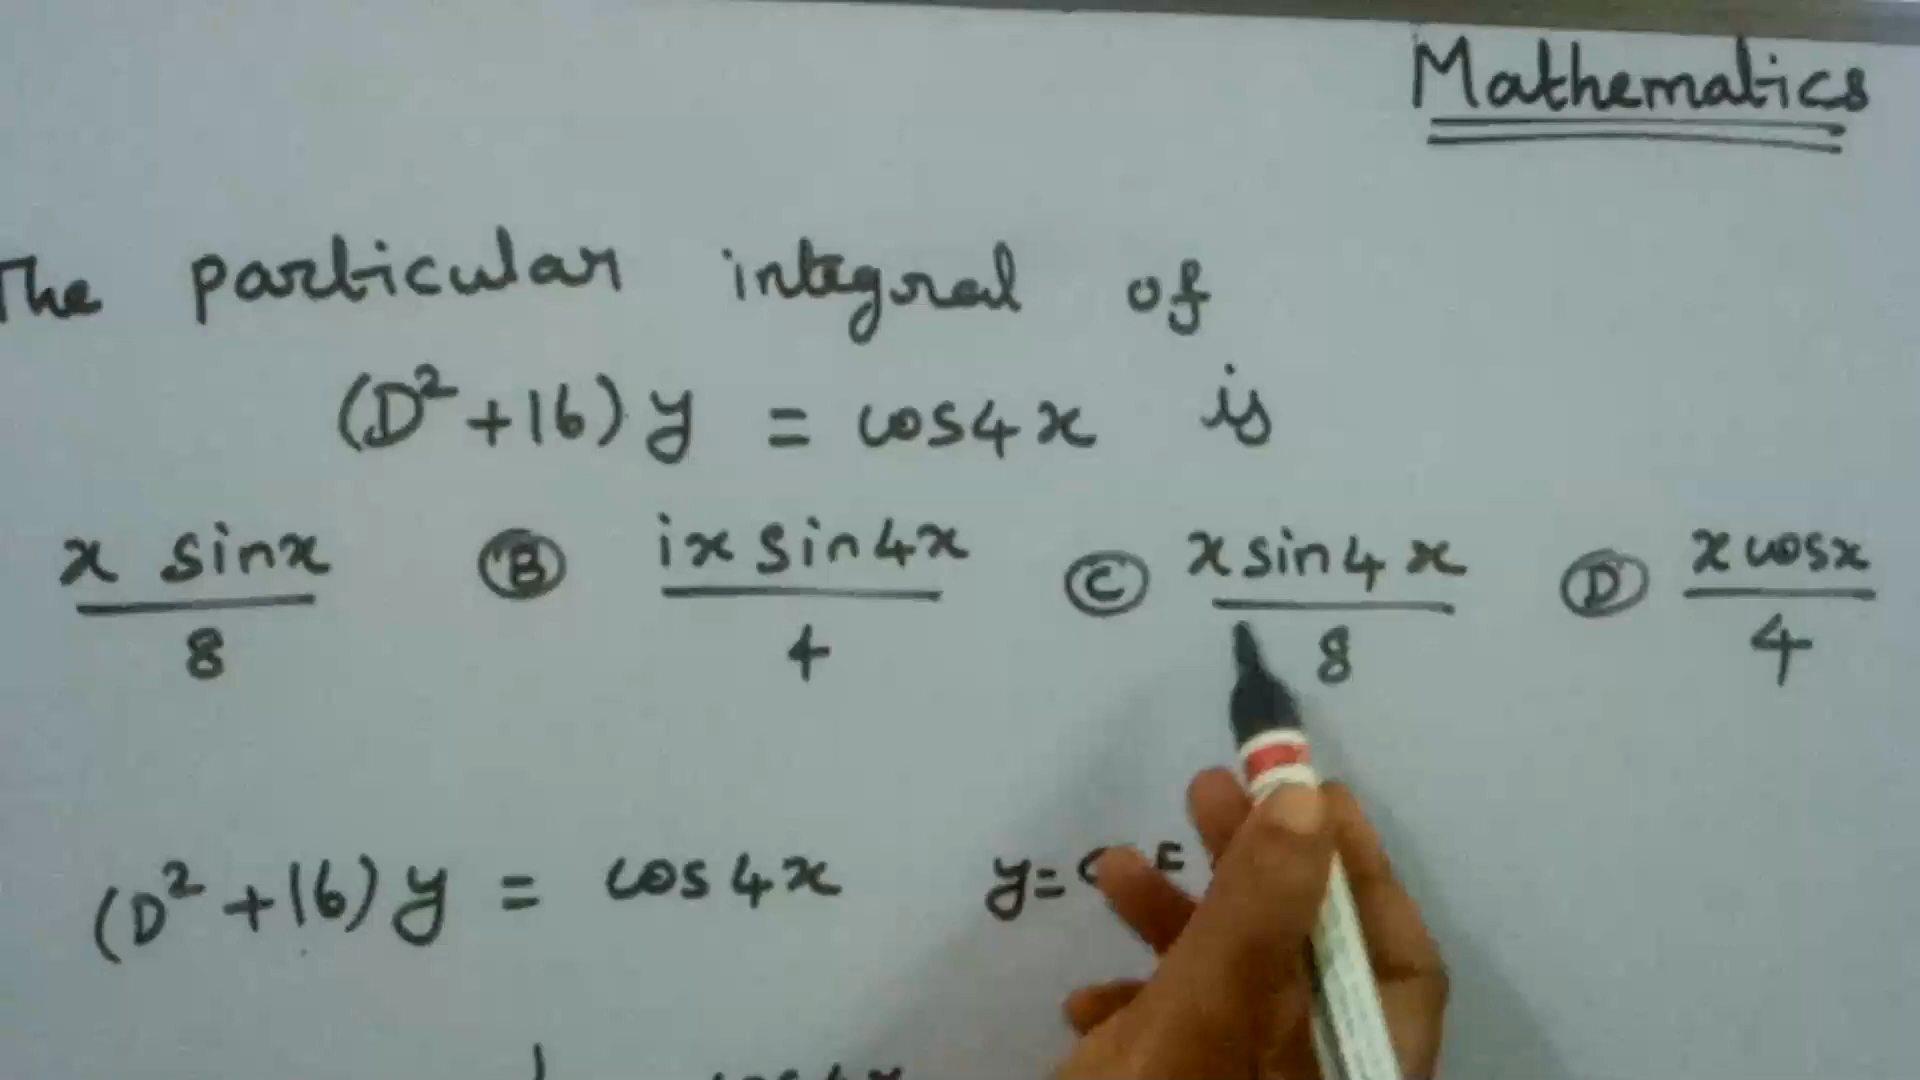 Mathematics
The particular integral of
(D² + 16) y = cos4x is
x sinx / 8 Ⓑ ix sin4x / 4 Ⓒ x sin4x / 8 Ⓓ x cosx / 4
(D² + 16) y = cos4x y =